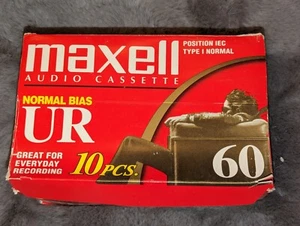 maxell
AUDIO CASSETTE
POSITION IEC
TYPE I NORMAL
NORMAL BIAS
UR
GREAT FOR
EVERYDAY
RECORDING
10 PCS.
60